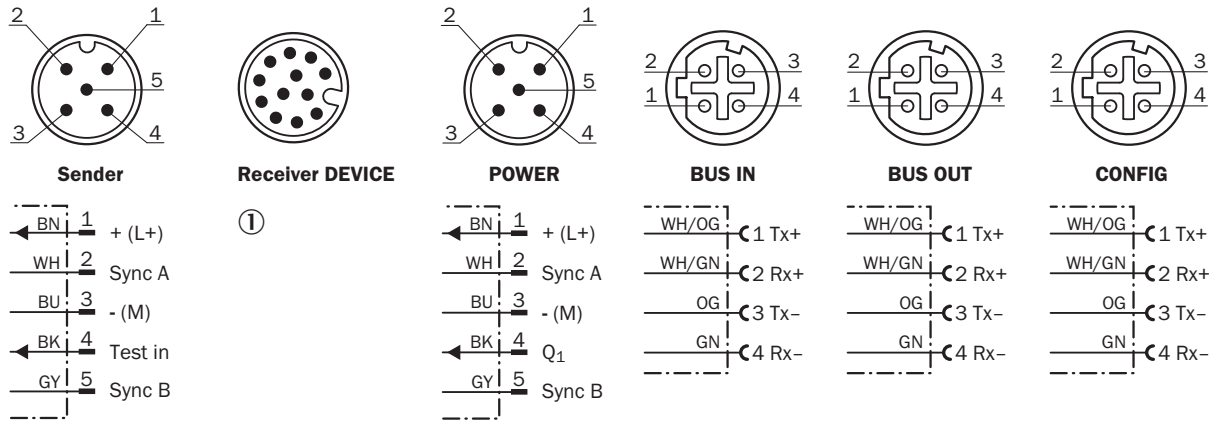 2 1
5
3 4
Sender
BN 1 + (L+)
WH 2 Sync A
BU 3 - (M)
BK 4 Test in
GY 5 Sync B
Receiver DEVICE
①
2 1
5
3 4
POWER
BN 1 + (L+)
WH 2 Sync A
BU 3 - (M)
BK 4 Q1
GY 5 Sync B
2 3
1 4
BUS IN
WH/OG 1 Tx+
WH/GN 2 Rx+
OG 3 Tx–
GN 4 Rx–
2 3
1 4
BUS OUT
WH/OG 1 Tx+
WH/GN 2 Rx+
OG 3 Tx–
GN 4 Rx–
2 3
1 4
CONFIG
WH/OG 1 Tx+
WH/GN 2 Rx+
OG 3 Tx–
GN 4 Rx–